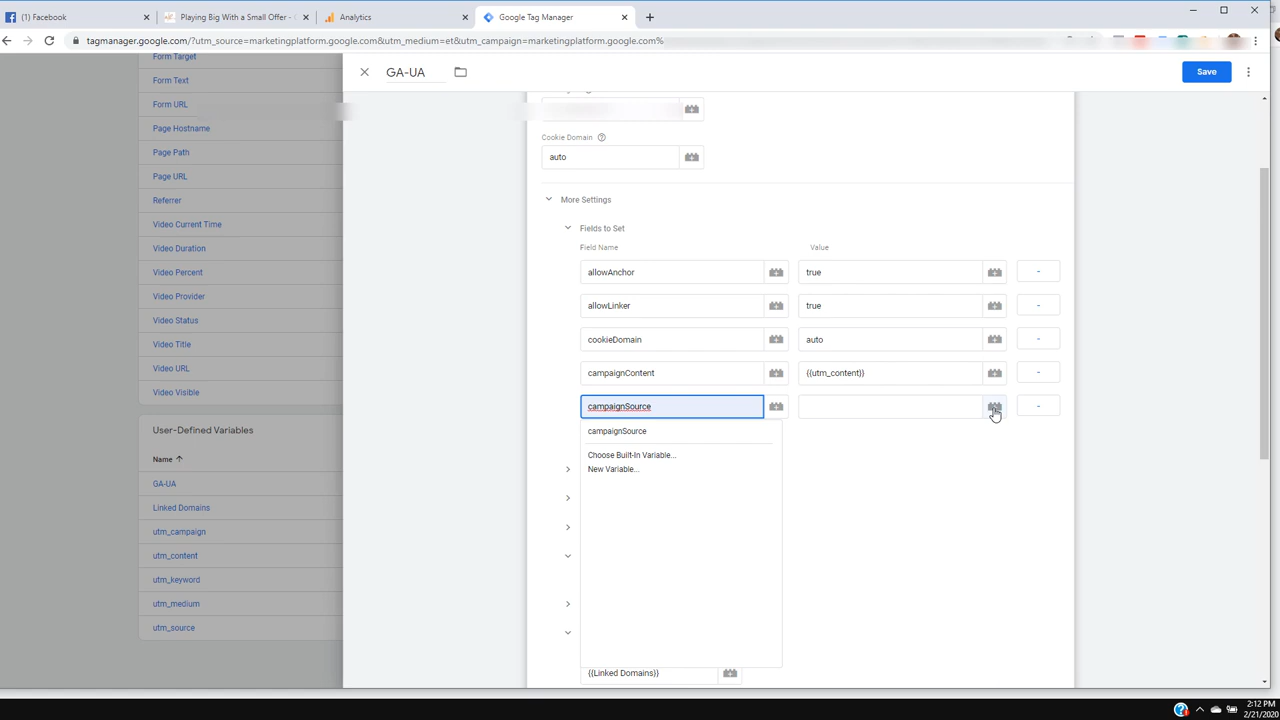 (1) Facebook
Playing Big With a Small Offer - 
Analytics
Google Tag Manager
tagmanager.google.com/?utm_source=marketingplatform.google.com&utm_medium=et&utm_campaign=marketingplatform.google.com%
GA-UA
Save
Form Target
Form Text
Form URL
Page Hostname
Page Path
Page URL
Referrer
Video Current Time
Video Duration
Video Percent
Video Provider
Video Status
Video Title
Video URL
Video Visible
User-Defined Variables
Name
GA-UA
Linked Domains
utm_campaign
utm_content
utm_keyword
utm_medium
utm_source
Cookie Domain
auto
More Settings
Fields to Set
Field Name Value
allowAnchor true
allowLinker true
cookieDomain auto
campaignContent {{utm_content}}
campaignSource
campaignSource
Choose Built-In Variable...
New Variable...
{{Linked Domains}}
2:12 PM
2/21/2020